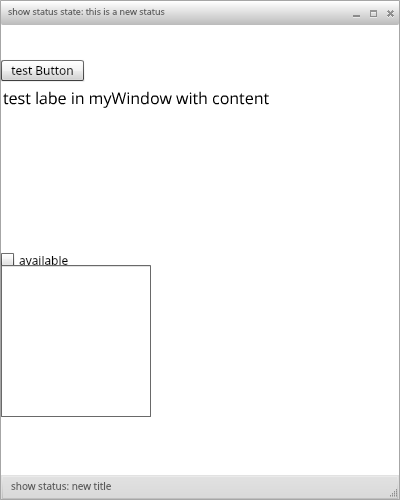 show status state: this is a new status
test Button
test labe in myWindow with content
available
show status: new title